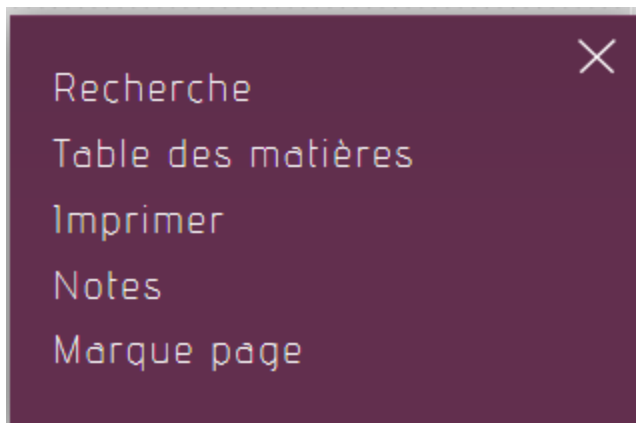 Recherche
Table des matières
Imprimer
Notes
Marque page